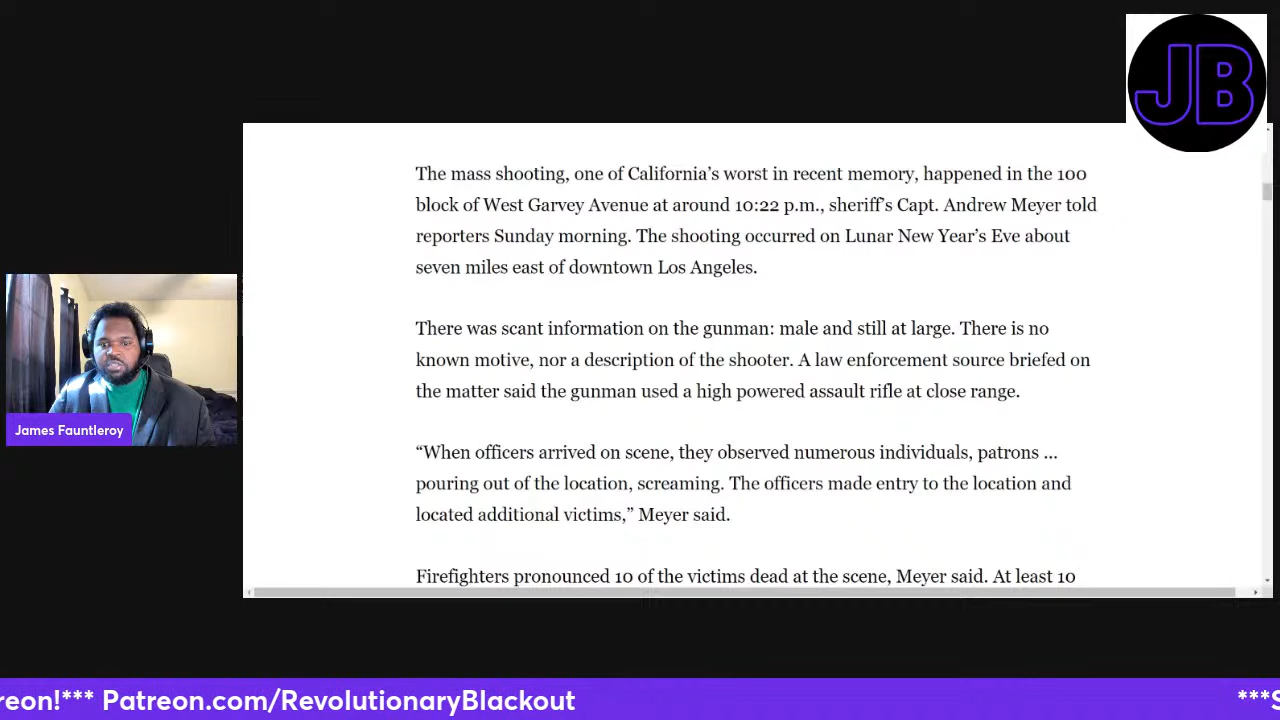 JB
The mass shooting, one of California’s worst in recent memory, happened in the 100
block of West Garvey Avenue at around 10:22 p.m., sheriff’s Capt. Andrew Meyer told
reporters Sunday morning. The shooting occurred on Lunar New Year’s Eve about
seven miles east of downtown Los Angeles.
There was scant information on the gunman: male and still at large. There is no
known motive, nor a description of the shooter. A law enforcement source briefed on
the matter said the gunman used a high powered assault rifle at close range.
“When officers arrived on scene, they observed numerous individuals, patrons ...
pouring out of the location, screaming. The officers made entry to the location and
located additional victims,” Meyer said.
Firefighters pronounced 10 of the victims dead at the scene, Meyer said. At least 10
James Fauntleroy
reon!*** Patreon.com/RevolutionaryBlackout ***S